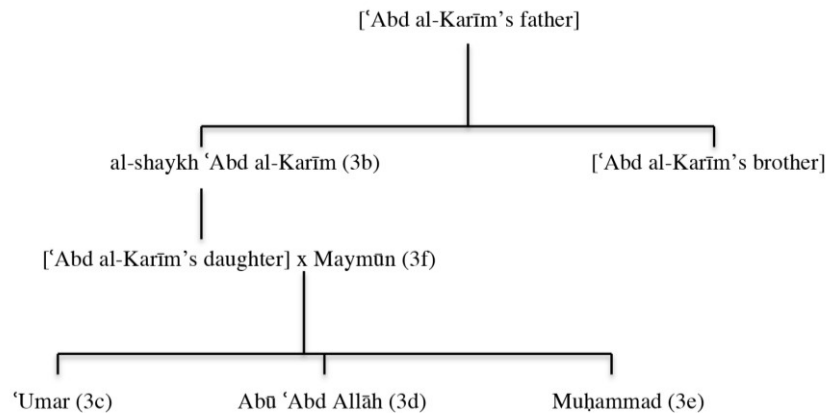 [ʿAbd al-Karīm’s father]
al-shaykh ʿAbd al-Karīm (3b) [ʿAbd al-Karīm’s brother]
[ʿAbd al-Karīm’s daughter] x Maymūn (3f)
ʿUmar (3c) Abū ʿAbd Allāh (3d) Muḥammad (3e)